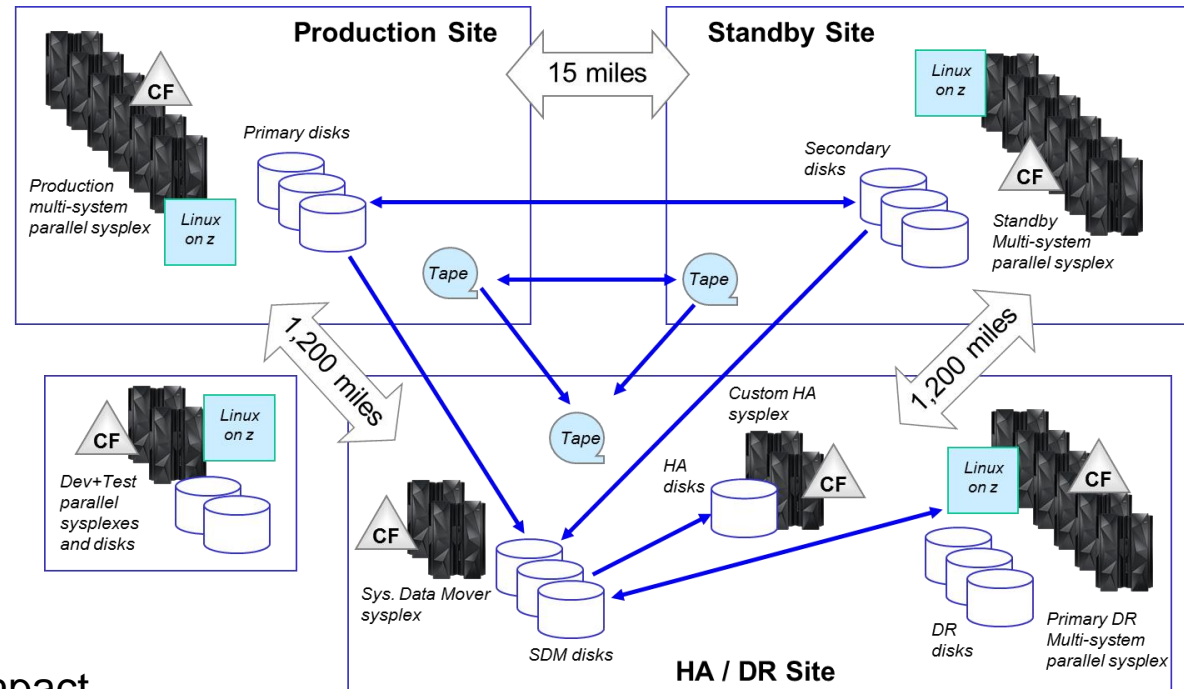 Production Site
Standby Site
15 miles
CF
Primary disks
Production
multi-system
parallel sysplex
Linux
on z
Tape
Linux
on z
Secondary
disks
CF
Standby
Multi-system
parallel sysplex
Tape
1,200 miles
1,200 miles
CF
Linux
on z
Dev+Test
parallel
sysplexes
and disks
Tape
Custom HA
sysplex
HA
disks
CF
CF
Sys. Data Mover
sysplex
SDM disks
Linux
on z
CF
DR
disks
Primary DR
Multi-system
parallel sysplex
HA / DR Site